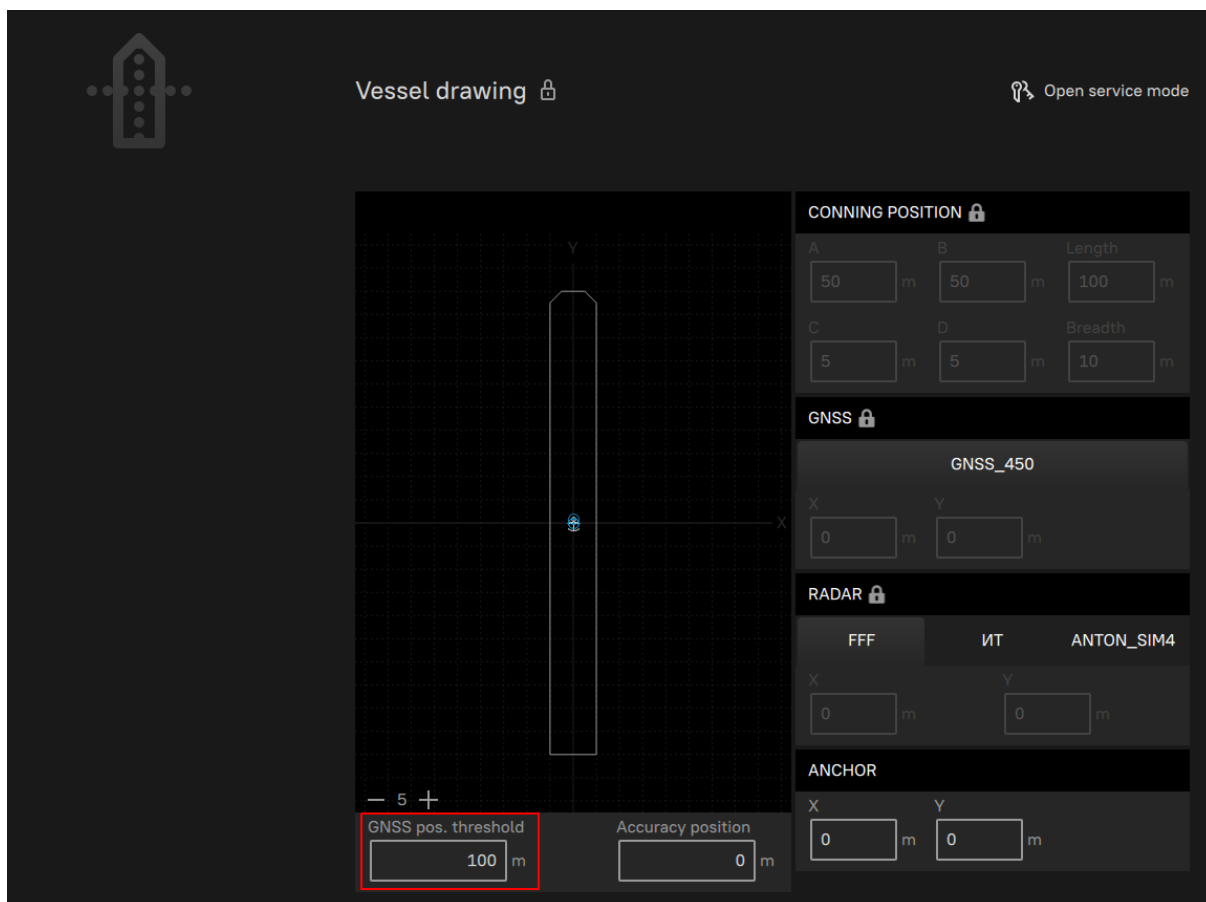 Vessel drawing
Open service mode
Y
X
5
GNSS pos. threshold
100 m
Accuracy position
0 m
CONNING POSITION
A B Length
50 m 50 m 100 m
C D Breadth
5 m 5 m 10 m
GNSS
GNSS_450
X Y
0 m 0 m
RADAR
FFF ИТ ANTON_SIM4
X Y
0 m 0 m
ANCHOR
X Y
0 m 0 m